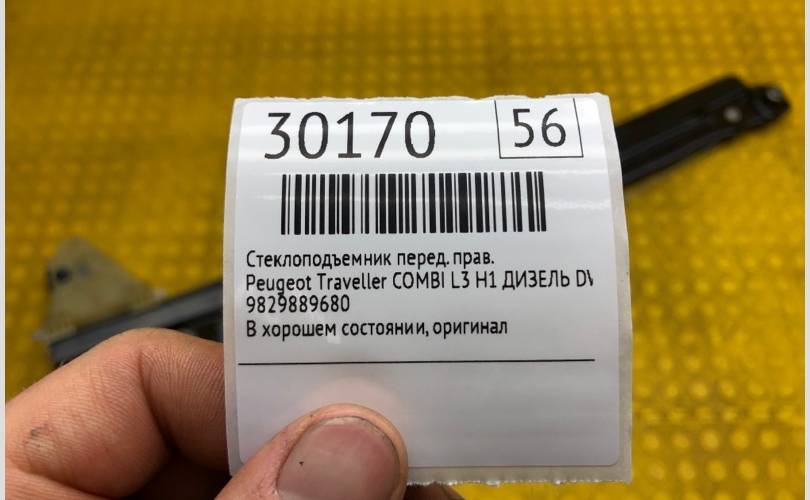 30170 56
Стеклоподъемник перед. прав.
Peugeot Traveller COMBI L3 H1 ДИЗЕЛЬ
9829889680
В хорошем состоянии, оригинал